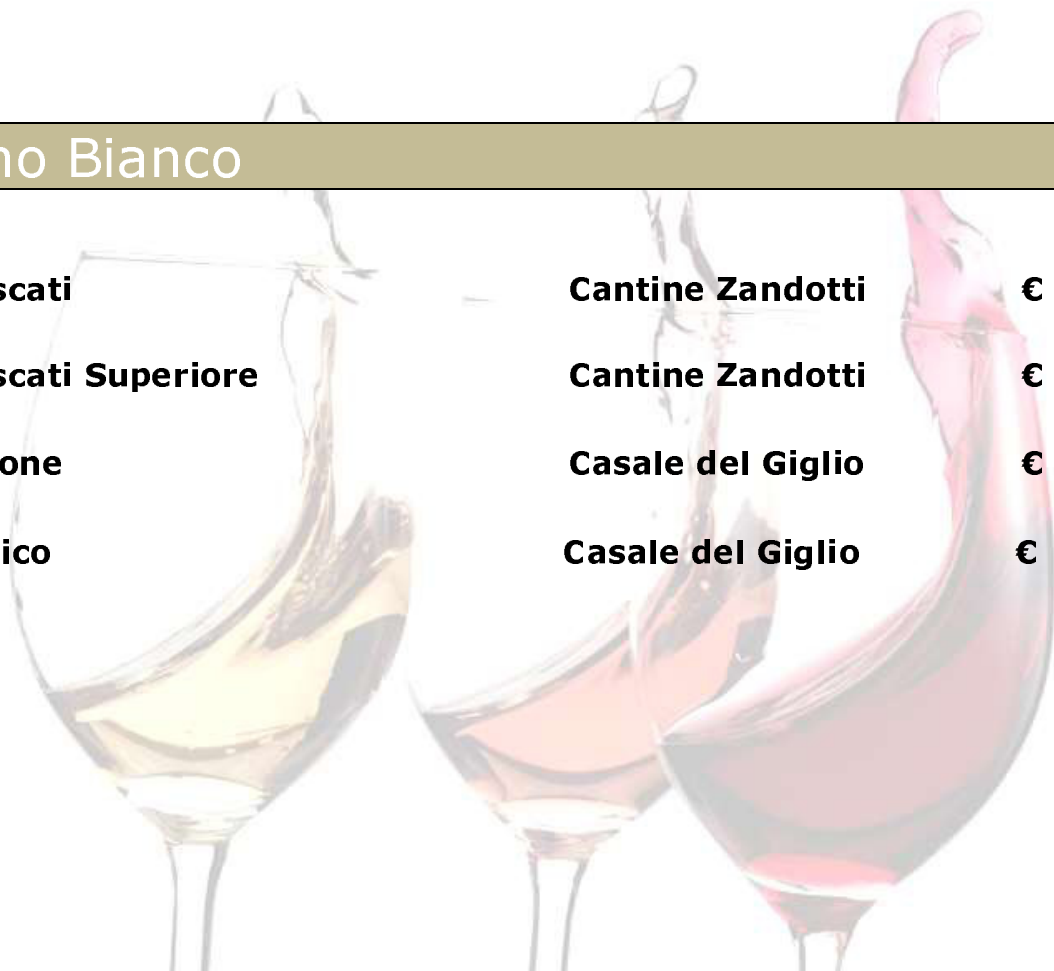 no Bianco
scati Cantine Zandotti €
scati Superiore Cantine Zandotti €
one Casale del Giglio €
ico Casale del Giglio €